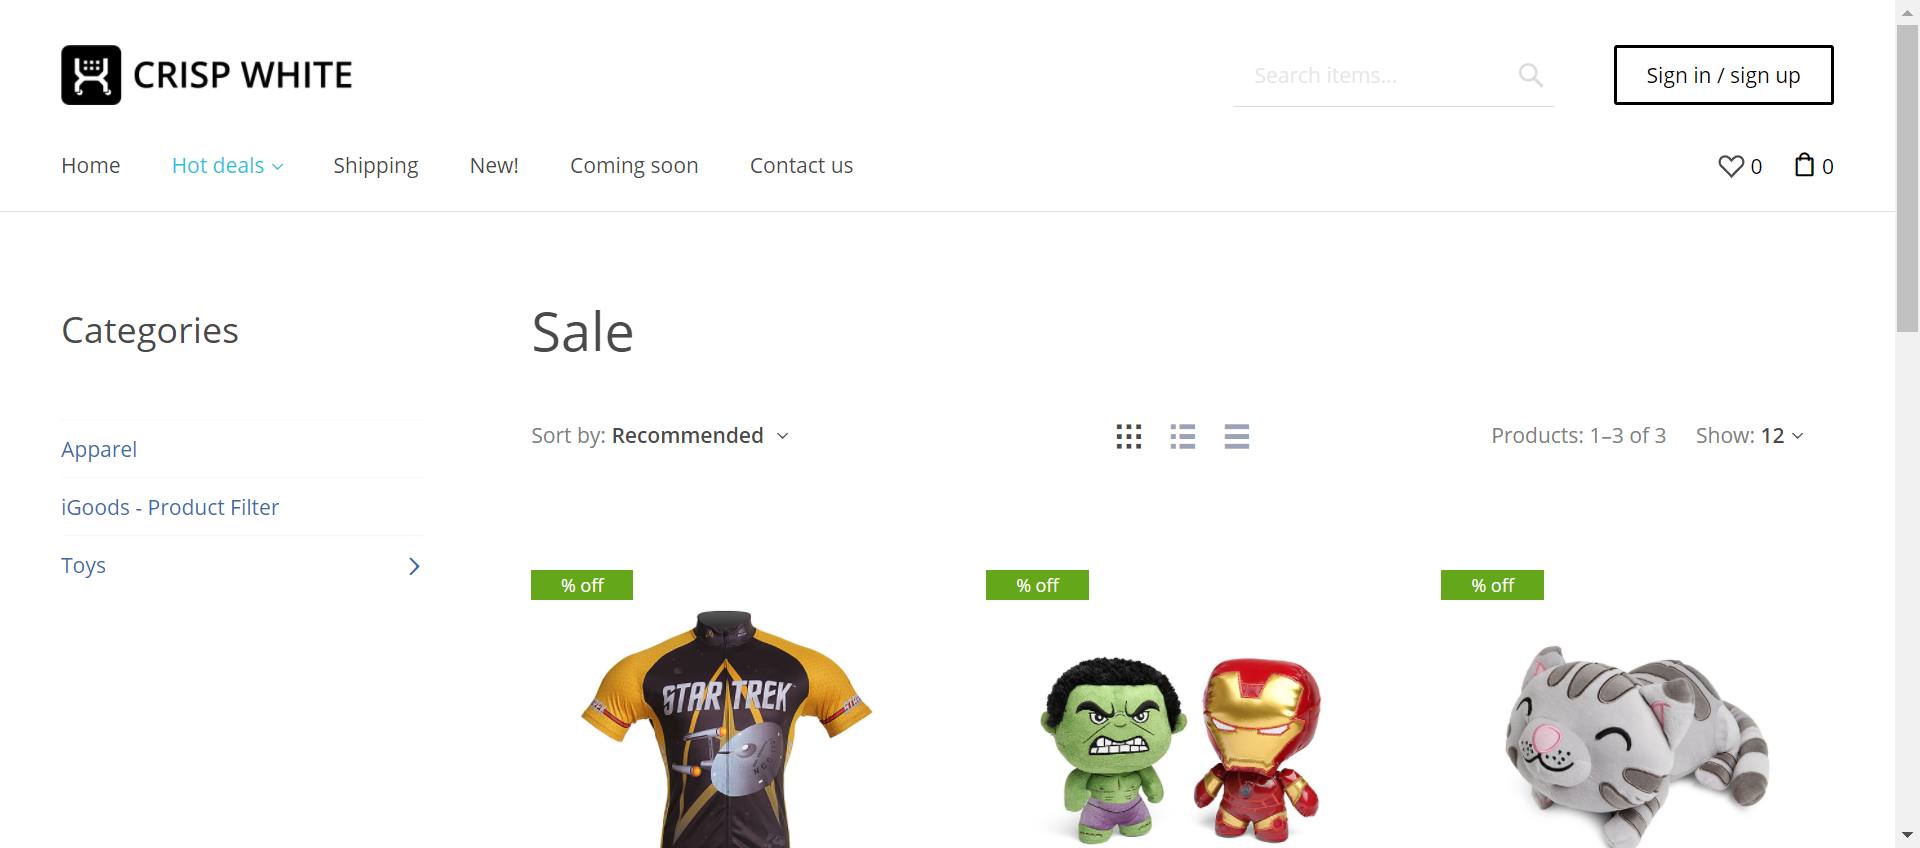 CRISP WHITE
Search items...
Sign in / sign up
Home
Hot deals
Shipping
New!
Coming soon
Contact us
0
0
Categories
Sale
Sort by: Recommended
Products: 1–3 of 3
Show: 12
Apparel
iGoods - Product Filter
Toys
% off
% off
% off
STAR TREK